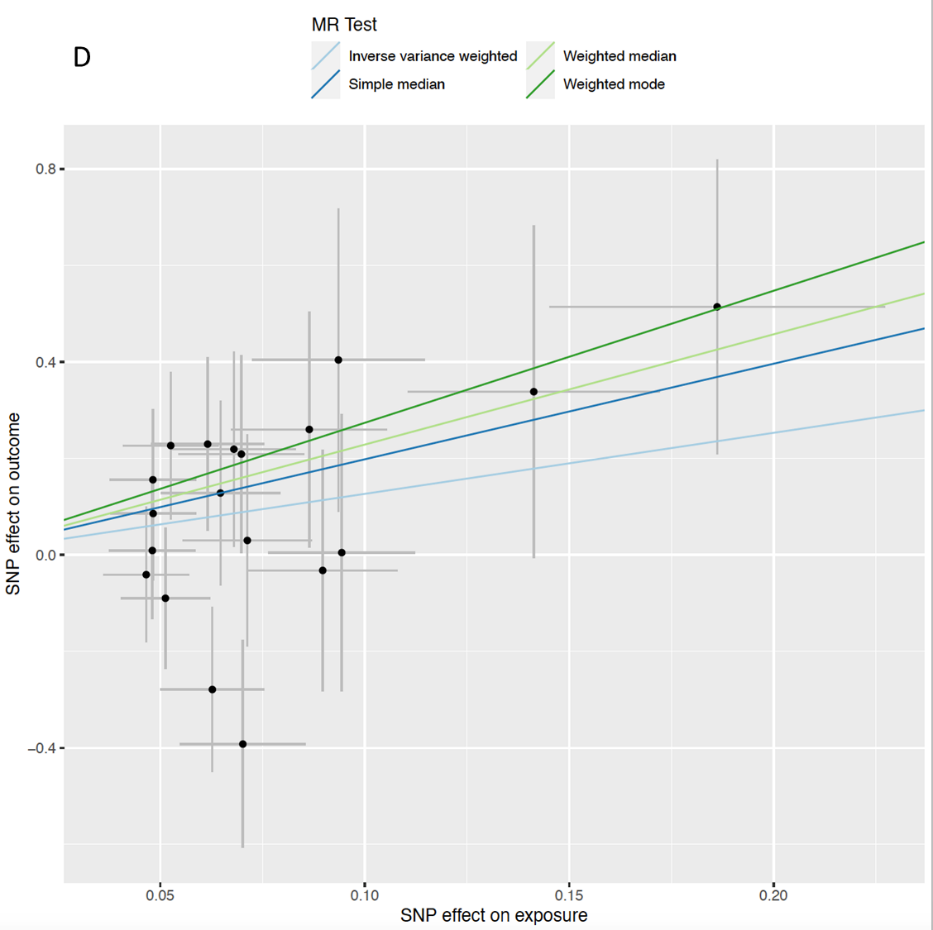 MR Test
D
Inverse variance weighted
Weighted median
Simple median
Weighted mode
0.8
0.4
0.0
−0.4
SNP effect on outcome
0.05
0.10
0.15
0.20
SNP effect on exposure